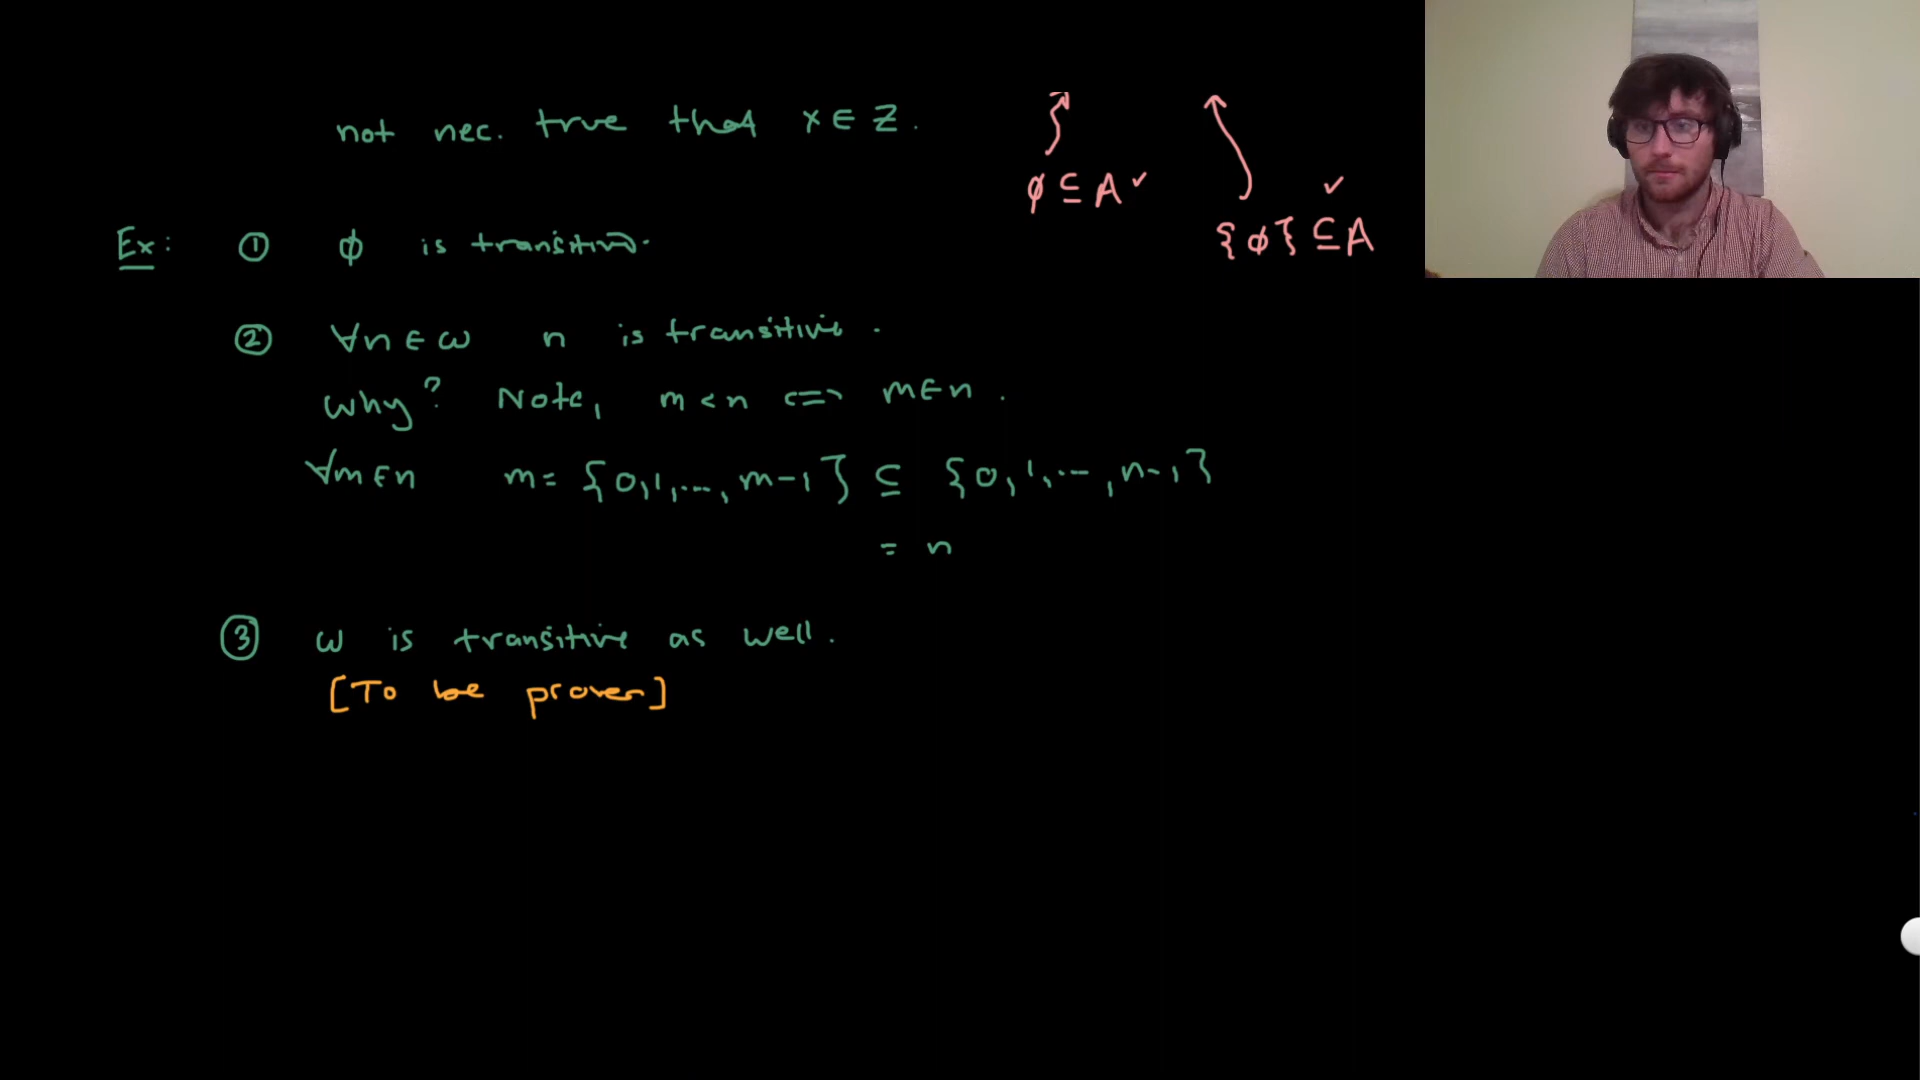 not nec. true that x ∈ Z.
∅ ⊆ A ✓
{∅} ⊆ A ✓
Ex: ① ∅ is transitive.
② ∀n ∈ ω n is transitive.
Why? Note, m < n <=> m ∈ n.
∀m ∈ n m = {0, 1, ..., m-1} ⊆ {0, 1, ..., n-1}
= n
③ ω is transitive as well.
[To be proven]